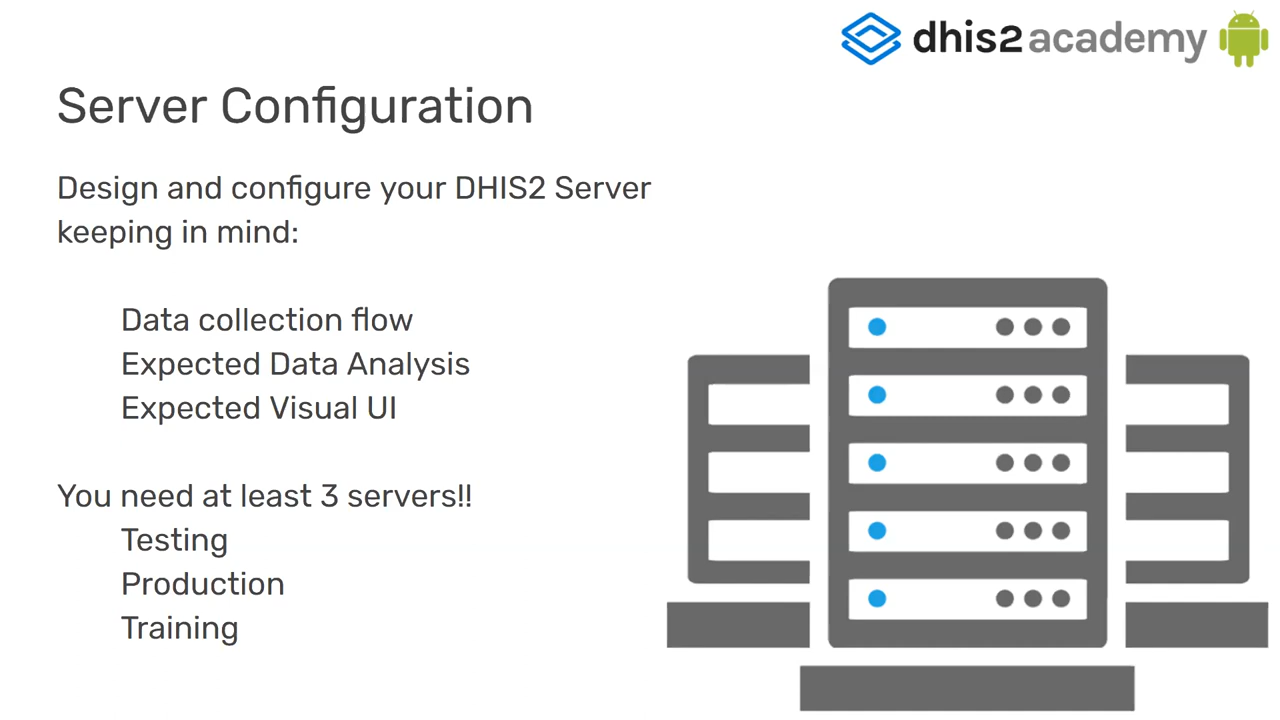 dhis2 academy
Server Configuration
Design and configure your DHIS2 Server
keeping in mind:
Data collection flow
Expected Data Analysis
Expected Visual UI
You need at least 3 servers!!
Testing
Production
Training